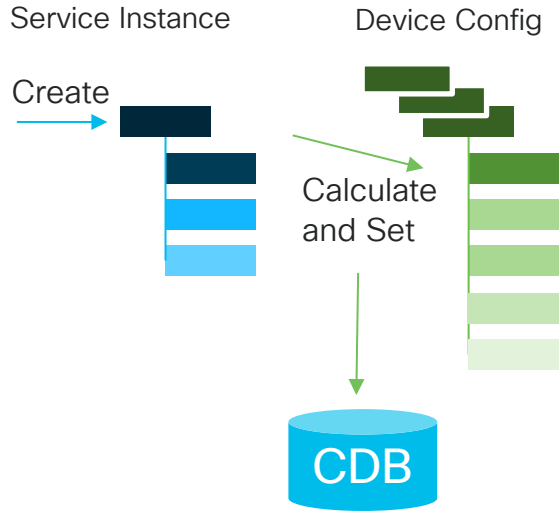 Service Instance
Device Config
Create
Calculate
and Set
CDB